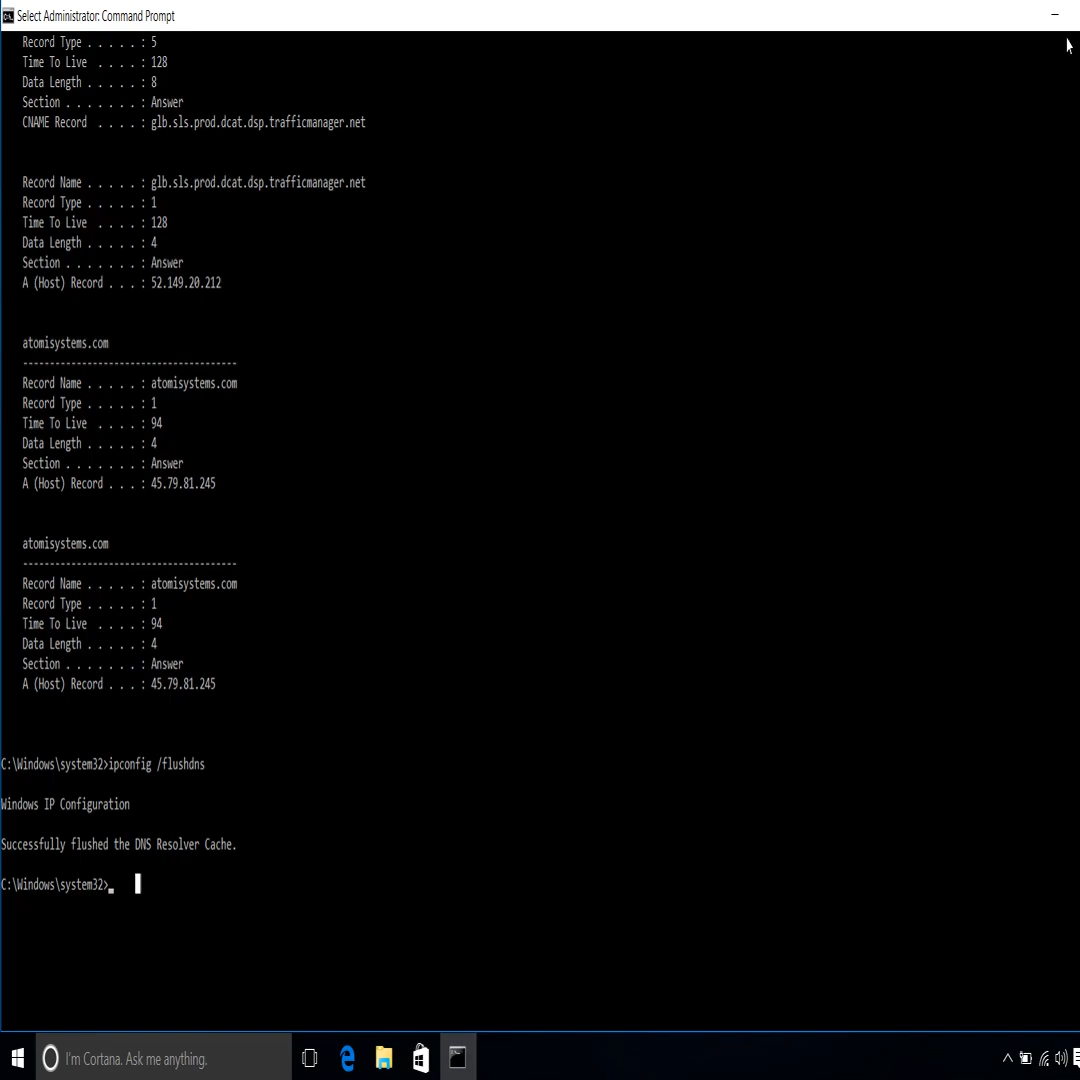 Select Administrator: Command Prompt
Record Type . . . . . : 5
Time To Live  . . . . : 128
Data Length . . . . . : 8
Section . . . . . . . : Answer
CNAME Record  . . . . : glb.sls.prod.dcat.dsp.trafficmanager.net
Record Name . . . . . : glb.sls.prod.dcat.dsp.trafficmanager.net
Record Type . . . . . : 1
Time To Live  . . . . : 128
Data Length . . . . . : 4
Section . . . . . . . : Answer
A (Host) Record . . . : 52.149.20.212
atomisystems.com
----------------------------------------
Record Name . . . . . : atomisystems.com
Record Type . . . . . : 1
Time To Live  . . . . : 94
Data Length . . . . . : 4
Section . . . . . . . : Answer
A (Host) Record . . . : 45.79.81.245
atomisystems.com
----------------------------------------
Record Name . . . . . : atomisystems.com
Record Type . . . . . : 1
Time To Live  . . . . : 94
Data Length . . . . . : 4
Section . . . . . . . : Answer
A (Host) Record . . . : 45.79.81.245
C:\Windows\system32>ipconfig /flushdns
Windows IP Configuration
Successfully flushed the DNS Resolver Cache.
C:\Windows\system32>_
I'm Cortana. Ask me anything.